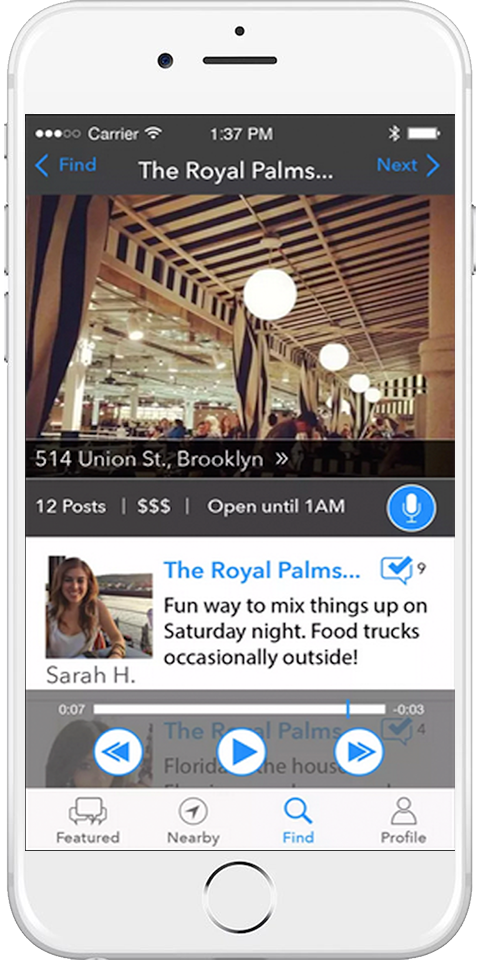 Carrier 1:37 PM
Find The Royal Palms... Next
514 Union St., Brooklyn »
12 Posts | $$$ | Open until 1AM
The Royal Palms... 9
Fun way to mix things up on
Saturday night. Food trucks
occasionally outside!
Sarah H.
0:07 -0:03
The Royal Palms... 4
Florida the house
Featured Nearby Find Profile